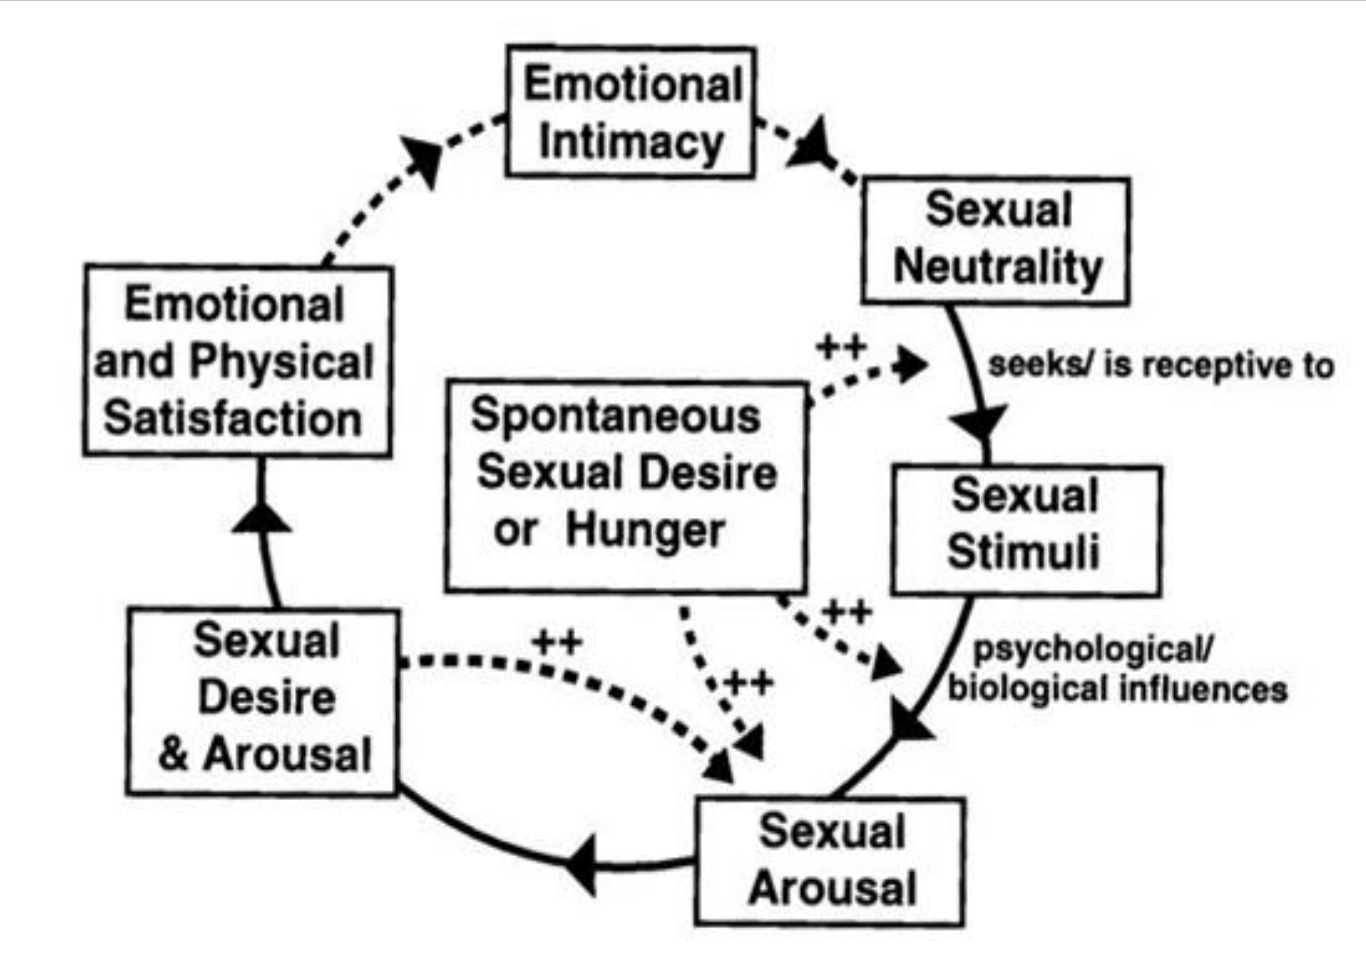 Emotional
Intimacy
Sexual
Neutrality
seeks/ is receptive to
Emotional
and Physical
Satisfaction
++
Spontaneous
Sexual Desire
or Hunger
Sexual
Stimuli
++
psychological/
biological influences
Sexual
Desire
& Arousal
++
++
Sexual
Arousal